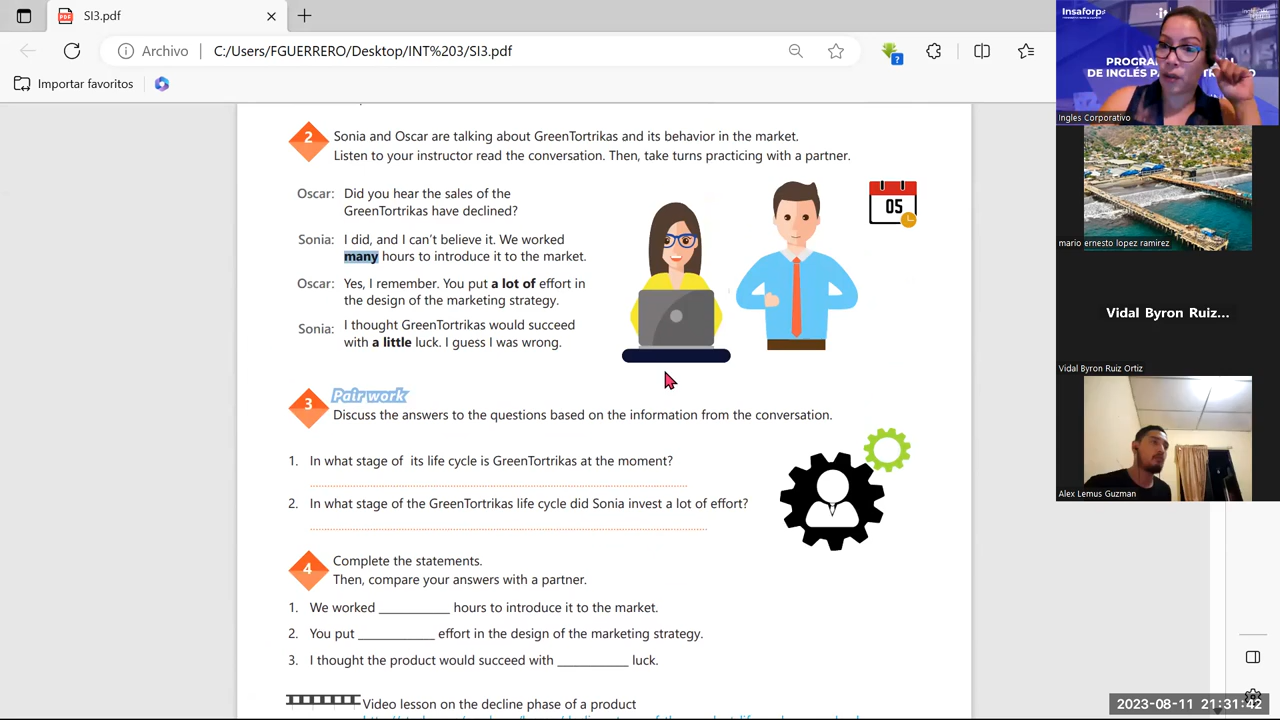 SI3.pdf
Archivo
C:/Users/FGUERRERO/Desktop/INT%203/SI3.pdf
Importar favoritos
2
Sonia and Oscar are talking about GreenTortrikas and its behavior in the market.
Listen to your instructor read the conversation. Then, take turns practicing with a partner.
Oscar: Did you hear the sales of the
GreenTortrikas have declined?
Sonia: I did, and I can't believe it. We worked
many hours to introduce it to the market.
Oscar: Yes, I remember. You put a lot of effort in
the design of the marketing strategy.
Sonia: I thought GreenTortrikas would succeed
with a little luck. I guess I was wrong.
05
3
Pair work
Discuss the answers to the questions based on the information from the conversation.
1. In what stage of its life cycle is GreenTortrikas at the moment?
2. In what stage of the GreenTortrikas life cycle did Sonia invest a lot of effort?
4
Complete the statements.
Then, compare your answers with a partner.
1. We worked __________ hours to introduce it to the market.
2. You put ___________ effort in the design of the marketing strategy.
3. I thought the product would succeed with __________ luck.
Video lesson on the decline phase of a product
Insaforp
Ingles Corporativo
mario ernesto lopez ramirez
Vidal Byron Ruiz...
Vidal Byron Ruiz Ortiz
Alex Lemus Guzman
2023-08-11 21:31:42